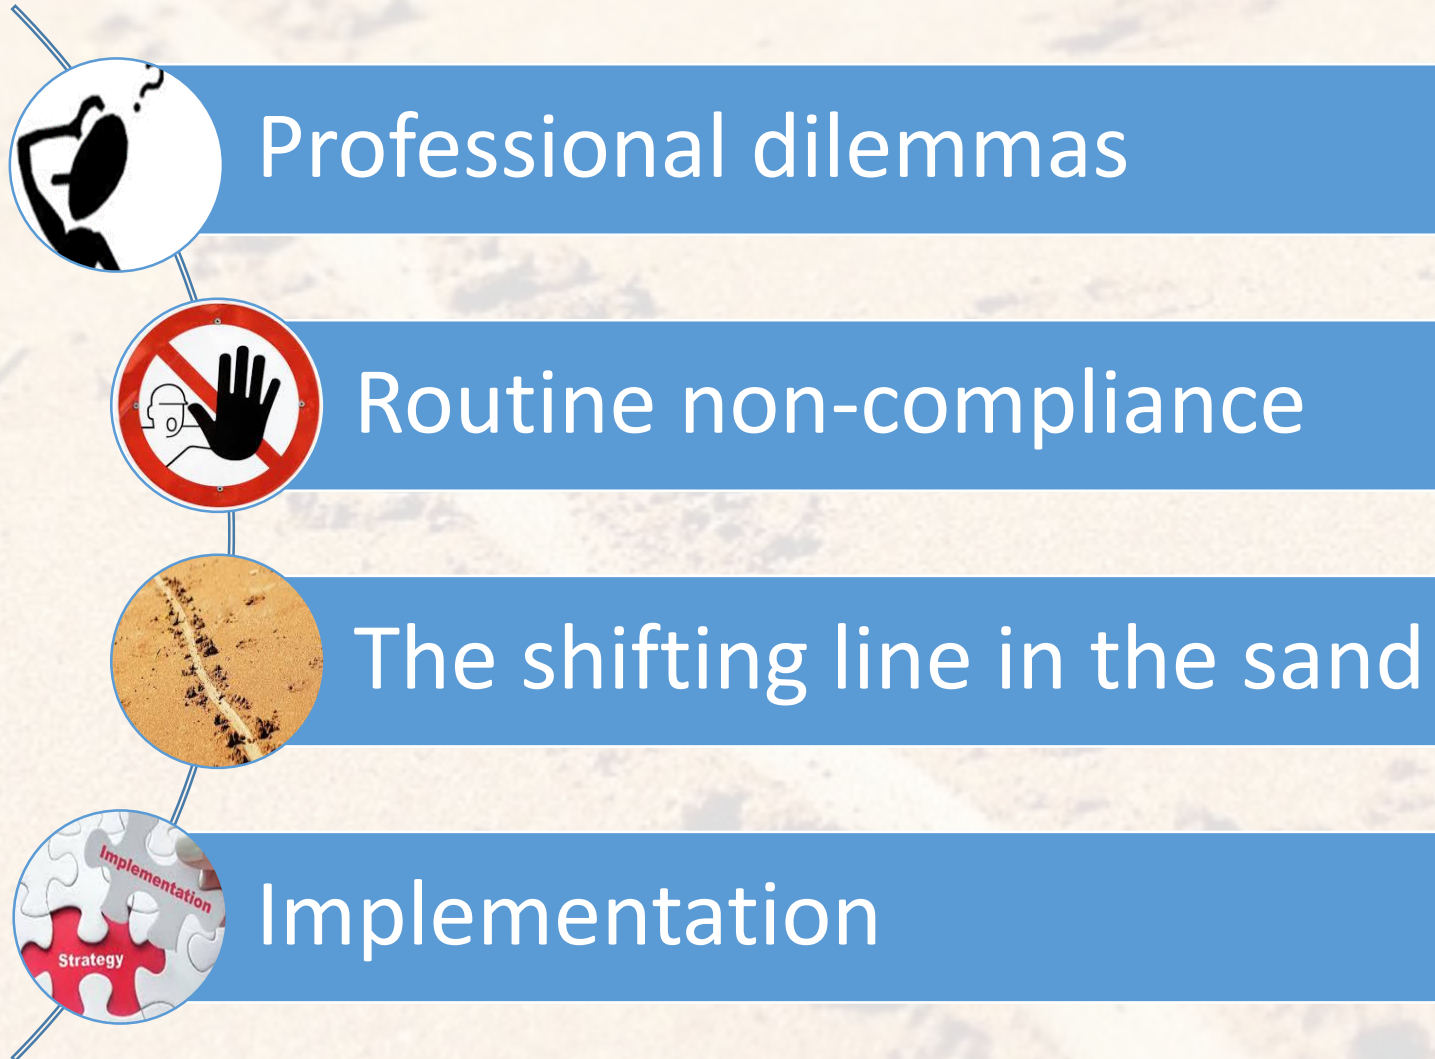 Professional dilemmas
Routine non-compliance
The shifting line in the sand
Implementation
Strategy
Implementation